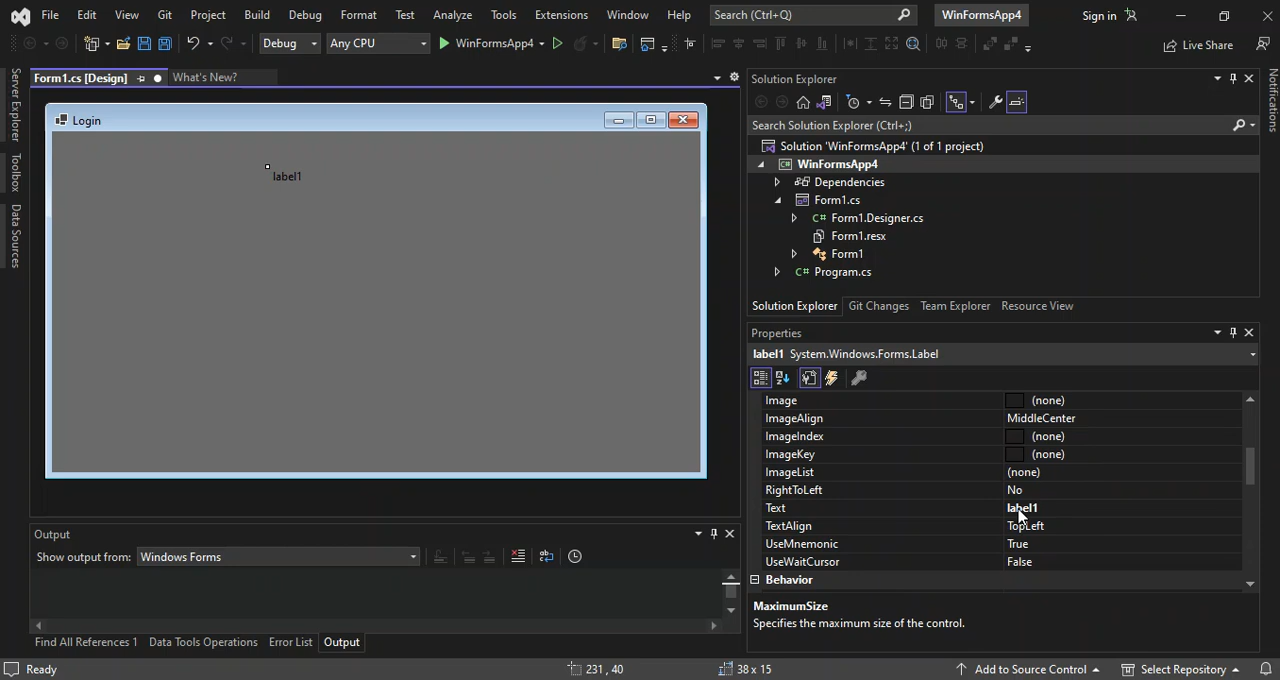 File Edit View Git Project Build Debug Format Test Analyze Tools Extensions Window Help Search (Ctrl+Q) WinFormsApp4 Sign in
Debug Any CPU WinFormsApp4 Live Share
Server Explorer
Toolbox
Data Sources
Form1.cs [Design] What's New?
Login
label1
Solution Explorer
Search Solution Explorer (Ctrl+;)
Solution 'WinFormsApp4' (1 of 1 project)
WinFormsApp4
Dependencies
Form1.cs
Form1.Designer.cs
Form1.resx
Form1
Program.cs
Solution Explorer Git Changes Team Explorer Resource View
Notifications
Properties
label1 System.Windows.Forms.Label
Image (none)
ImageAlign MiddleCenter
ImageIndex (none)
ImageKey (none)
ImageList (none)
RightToLeft No
Text label1
TextAlign TopLeft
UseMnemonic True
UseWaitCursor False
Behavior
MaximumSize
Specifies the maximum size of the control.
Output
Show output from: Windows Forms
Find All References 1 Data Tools Operations Error List Output
Ready 231, 40 38 x 15 Add to Source Control Select Repository